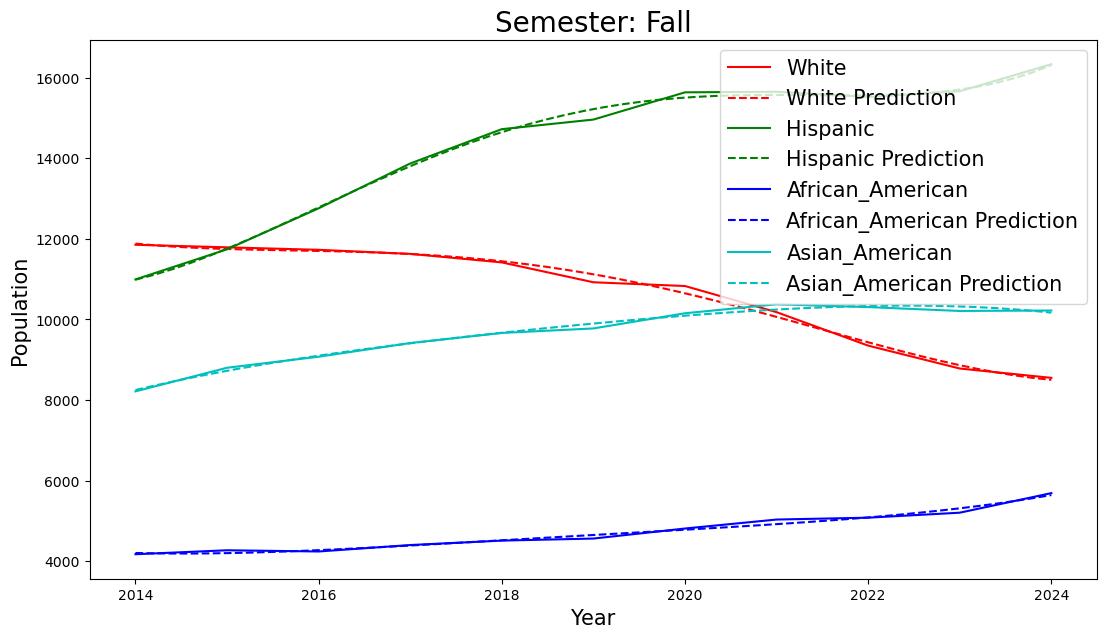 Semester: Fall
16000
14000
12000
10000
8000
6000
4000
Population
White
White Prediction
Hispanic
Hispanic Prediction
African_American
African_American Prediction
Asian_American
Asian_American Prediction
2014
2016
2018
2020
2022
2024
Year